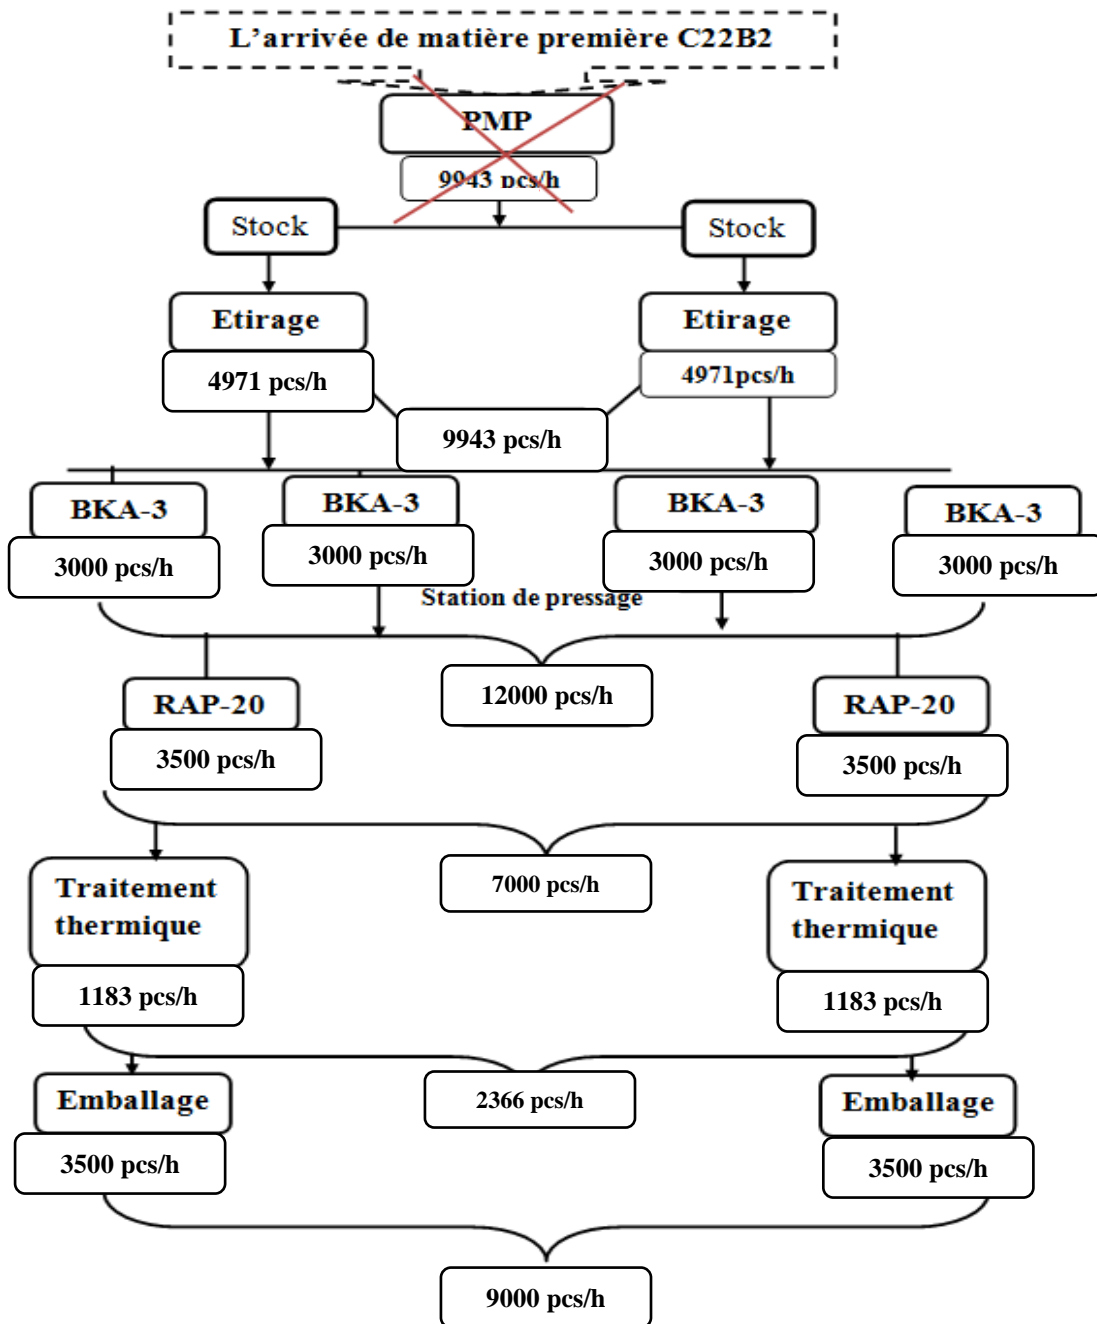 L'arrivée de matière première C22B2
PMP
9943 pcs/h
Stock
Stock
Etirage
Etirage
4971 pcs/h
4971pcs/h
9943 pcs/h
BKA-3
BKA-3
BKA-3
BKA-3
3000 pcs/h
3000 pcs/h
3000 pcs/h
3000 pcs/h
Station de pressage
12000 pcs/h
RAP-20
RAP-20
3500 pcs/h
3500 pcs/h
7000 pcs/h
Traitement
thermique
Traitement
thermique
1183 pcs/h
1183 pcs/h
2366 pcs/h
Emballage
Emballage
3500 pcs/h
3500 pcs/h
9000 pcs/h